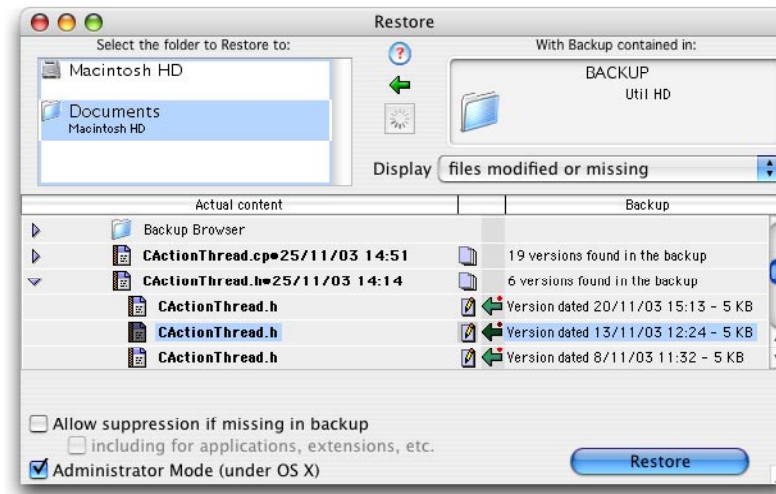 Restore
Select the folder to Restore to:
With Backup contained in:
Macintosh HD
Documents
Macintosh HD
?
BACKUP
Util HD
Display files modified or missing
Actual content Backup
Backup Browser
CActionThread.cp•25/11/03 14:51 19 versions found in the backup
CActionThread.h•25/11/03 14:14 6 versions found in the backup
CActionThread.h Version dated 20/11/03 15:13 - 5 KB
CActionThread.h Version dated 13/11/03 12:24 - 5 KB
CActionThread.h Version dated 8/11/03 11:32 - 5 KB
Allow suppression if missing in backup
including for applications, extensions, etc.
Administrator Mode (under OS X)
Restore